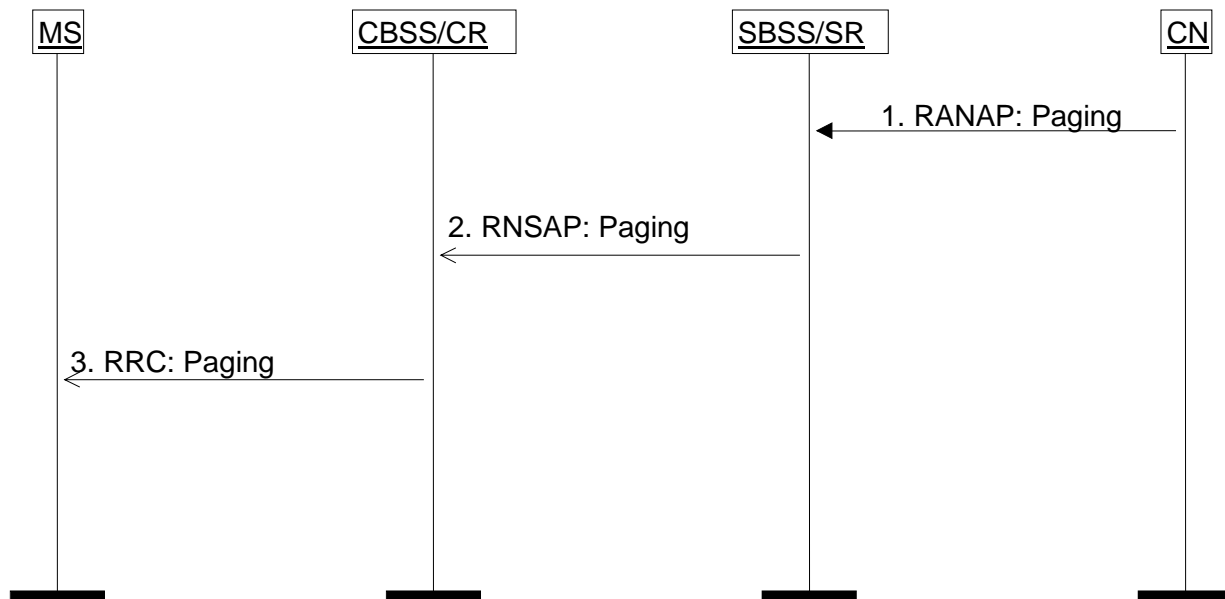 MS
CBSS/CR
SBSS/SR
CN
1. RANAP: Paging
2. RNSAP: Paging
3. RRC: Paging